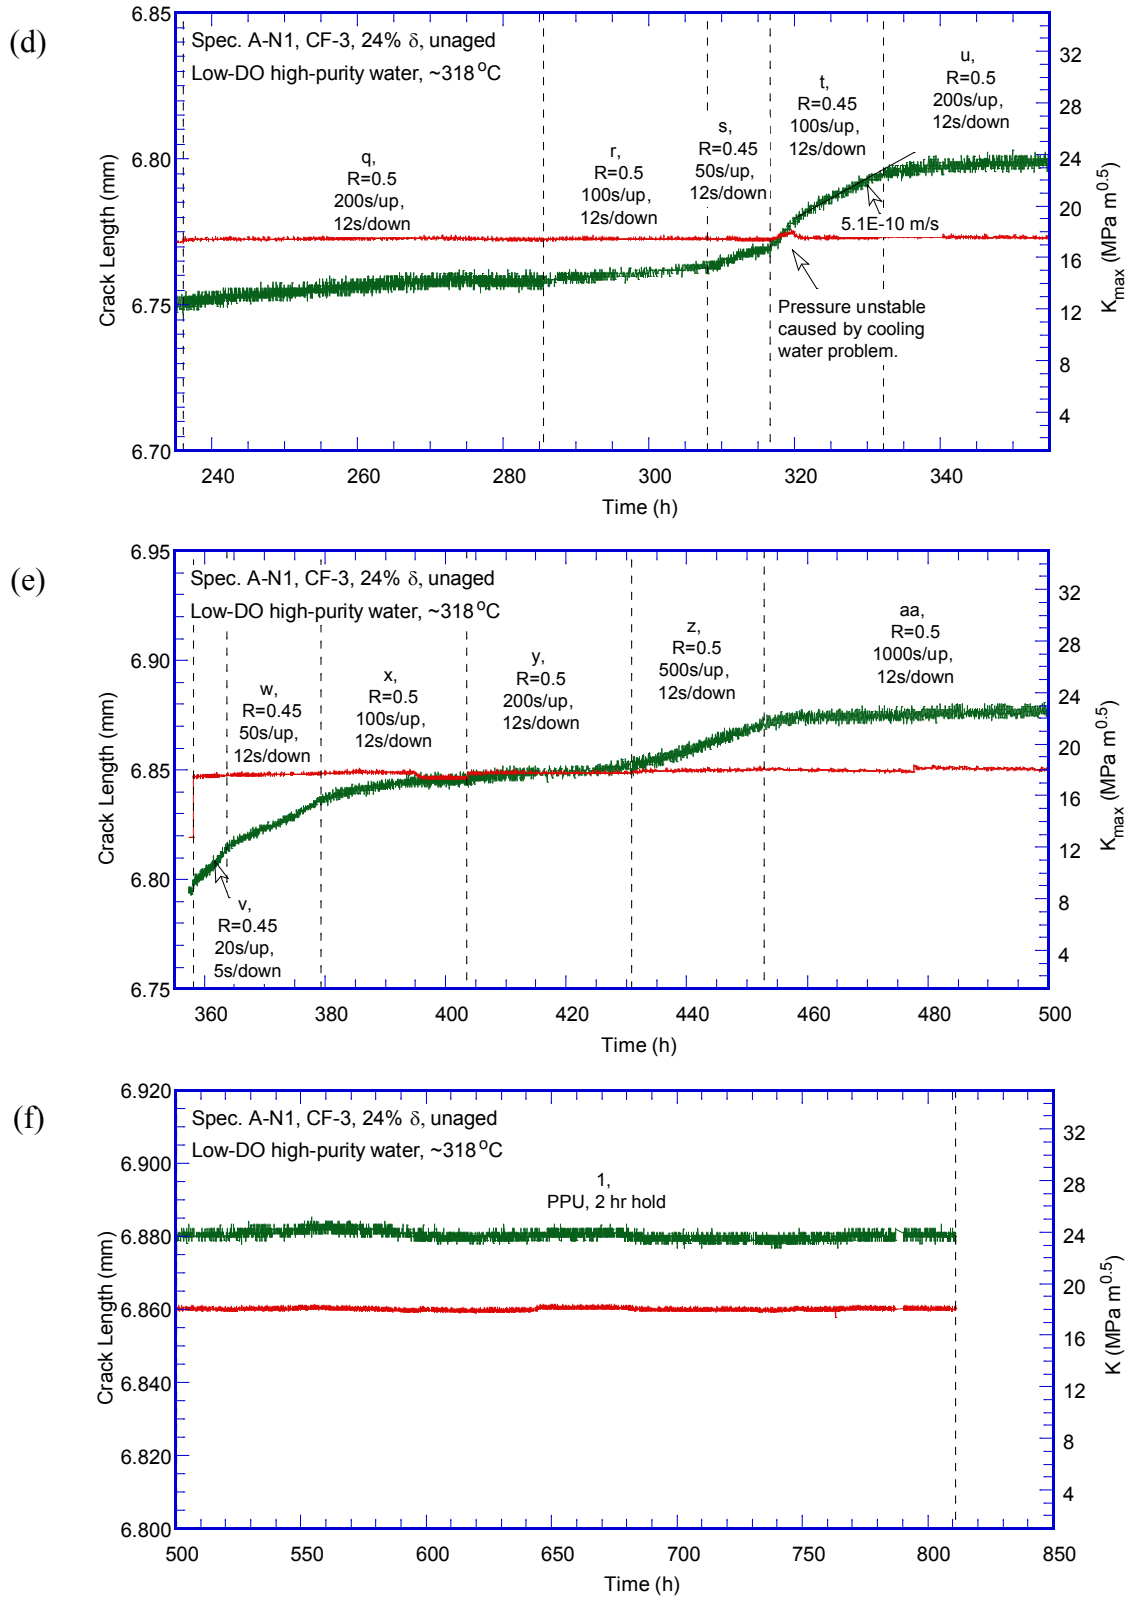 (d)
6.85
6.80
6.75
6.70
Crack Length (mm)
Spec. A-N1, CF-3, 24% δ, unaged
Low-DO high-purity water, ~318 °C
q,
R=0.5
200s/up,
12s/down
r,
R=0.5
100s/up,
12s/down
s,
R=0.45
50s/up,
12s/down
t,
R=0.45
100s/up,
12s/down
u,
R=0.5
200s/up,
12s/down
5.1E-10 m/s
Pressure unstable
caused by cooling
water problem.
32
28
24
20
16
12
8
4
Kmax (MPa m0.5)
240 260 280 300 320 340
Time (h)
(e)
6.95
6.90
6.85
6.80
6.75
Crack Length (mm)
Spec. A-N1, CF-3, 24% δ, unaged
Low-DO high-purity water, ~318 °C
v,
R=0.45
20s/up,
5s/down
w,
R=0.45
50s/up,
12s/down
x,
R=0.5
100s/up,
12s/down
y,
R=0.5
200s/up,
12s/down
z,
R=0.5
500s/up,
12s/down
aa,
R=0.5
1000s/up,
12s/down
32
28
24
20
16
12
8
4
Kmax (MPa m0.5)
360 380 400 420 440 460 480 500
Time (h)
(f)
6.920
6.900
6.880
6.860
6.840
6.820
6.800
Crack Length (mm)
Spec. A-N1, CF-3, 24% δ, unaged
Low-DO high-purity water, ~318 °C
1,
PPU, 2 hr hold
32
28
24
20
16
12
8
4
K (MPa m0.5)
500 550 600 650 700 750 800 850
Time (h)